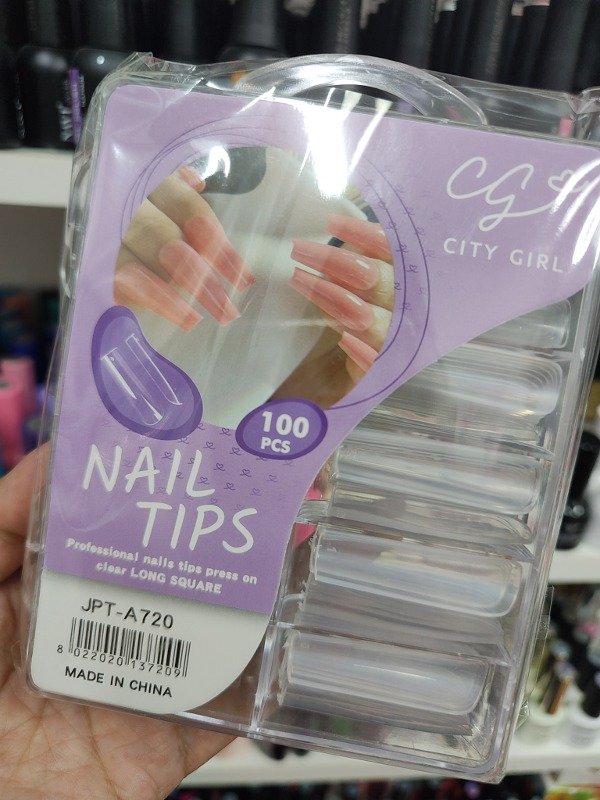 CG
CITY GIRL
100
PCS
NAIL
TIPS
Professional nails tips press on
clear LONG SQUARE
JPT-A720
8 022020 137209
MADE IN CHINA